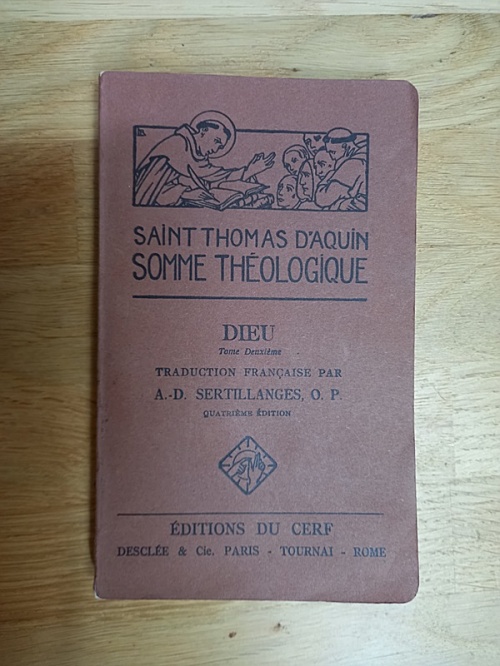 SAINT THOMAS D'AQUIN
SOMME THÉOLOGIQUE
DIEU
Tome Deuxième
TRADUCTION FRANÇAISE PAR
A.-D. SERTILLANGES, O. P.
QUATRIÈME ÉDITION
ÉDITIONS DU CERF
DESCLÉE & Cie. PARIS - TOURNAI - ROME